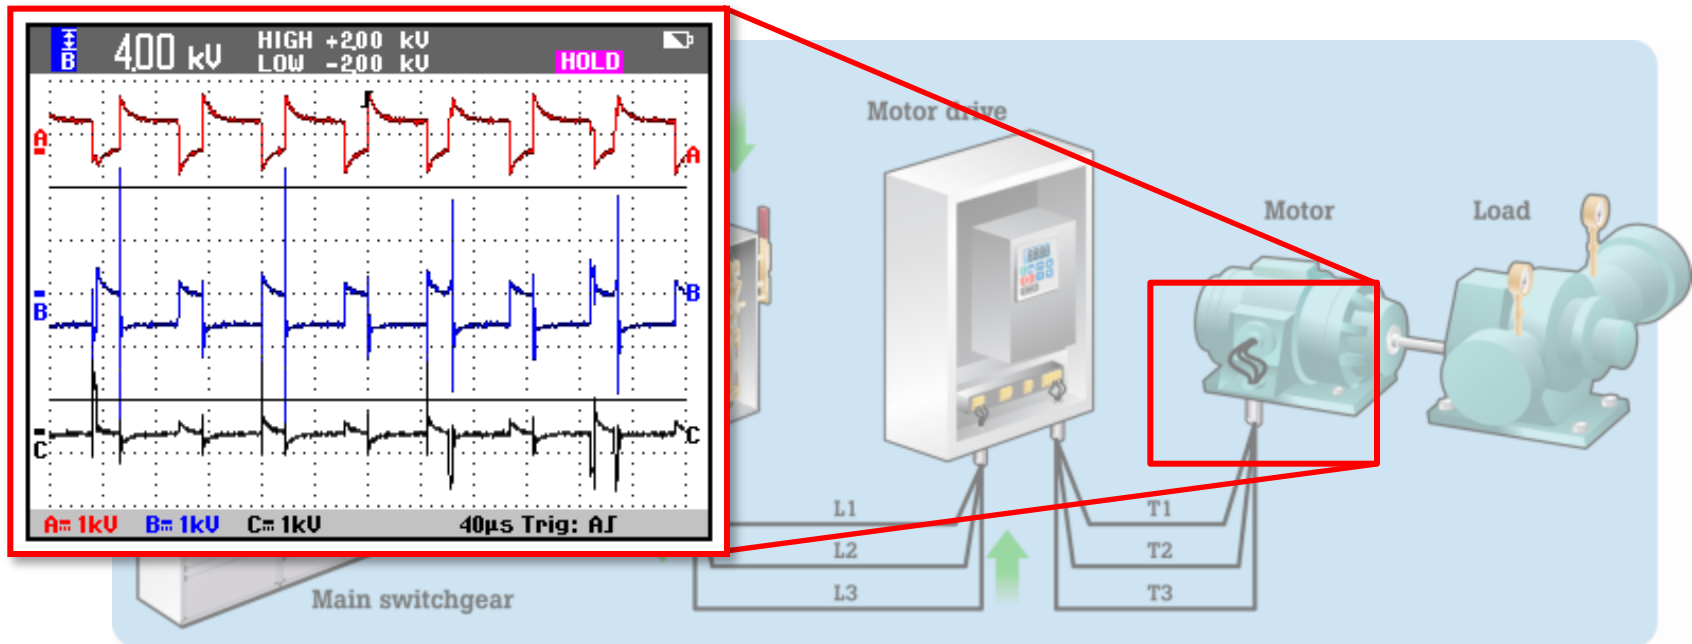 B 4.00 kV HIGH +2.00 kV
LOW -2.00 kV
HOLD
A
A
B
B
C
C
A= 1kV B= 1kV C= 1kV 40µs Trig: A⨛
Motor drive
Motor
Load
L1
L2
L3
T1
T2
T3
Main switchgear